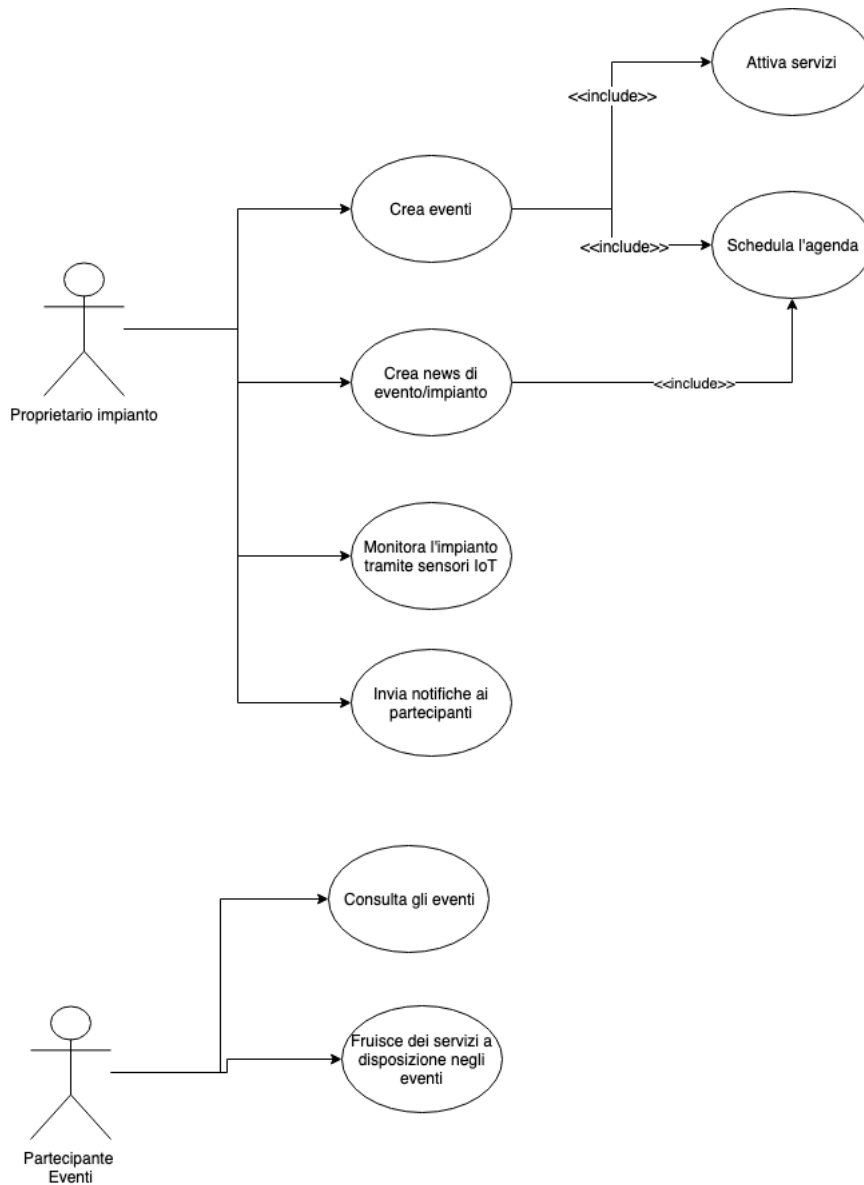 Attiva servizi
<<include>>
Crea eventi
<<include>>
Schedula l'agenda
Crea news di
evento/impianto
<<include>>
Proprietario impianto
Monitora l'impianto
tramite sensori IoT
Invia notifiche ai
partecipanti
Consulta gli eventi
Fruisce dei servizi a
disposizione negli
eventi
Partecipante
Eventi